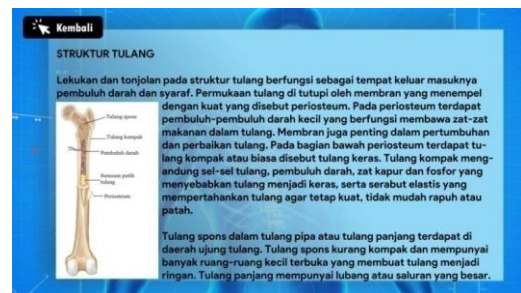 Kembali
STRUKTUR TULANG
Lekukan dan tonjolan pada struktur tulang berfungsi sebagai tempat keluar masuknya
pembuluh darah dan syaraf. Permukaan tulang di tutupi oleh membran yang menempel
dengan kuat yang disebut periosteum. Pada periosteum terdapat
pembuluh-pembuluh darah kecil yang berfungsi membawa zat-zat
makanan dalam tulang. Membran juga penting dalam pertumbuhan
dan perbaikan tulang. Pada bagian bawah periosteum terdapat tu-
lang kompak atau biasa disebut tulang keras. Tulang kompak meng-
andung sel-sel tulang, pembuluh darah, zat kapur dan fosfor yang
menyebabkan tulang menjadi keras, serta serabut elastis yang
mempertahankan tulang agar tetap kuat, tidak mudah rapuh atau
patah.
Tulang spons
Tulang kompak
Pembuluh darah
Sumsum putih
tulang
Periosteum
Tulang spons dalam tulang pipa atau tulang panjang terdapat di
daerah ujung tulang. Tulang spons kurang kompak dan mempunyai
banyak ruang-ruang kecil terbuka yang membuat tulang menjadi
ringan. Tulang panjang mempunyai lubang atau saluran yang besar.